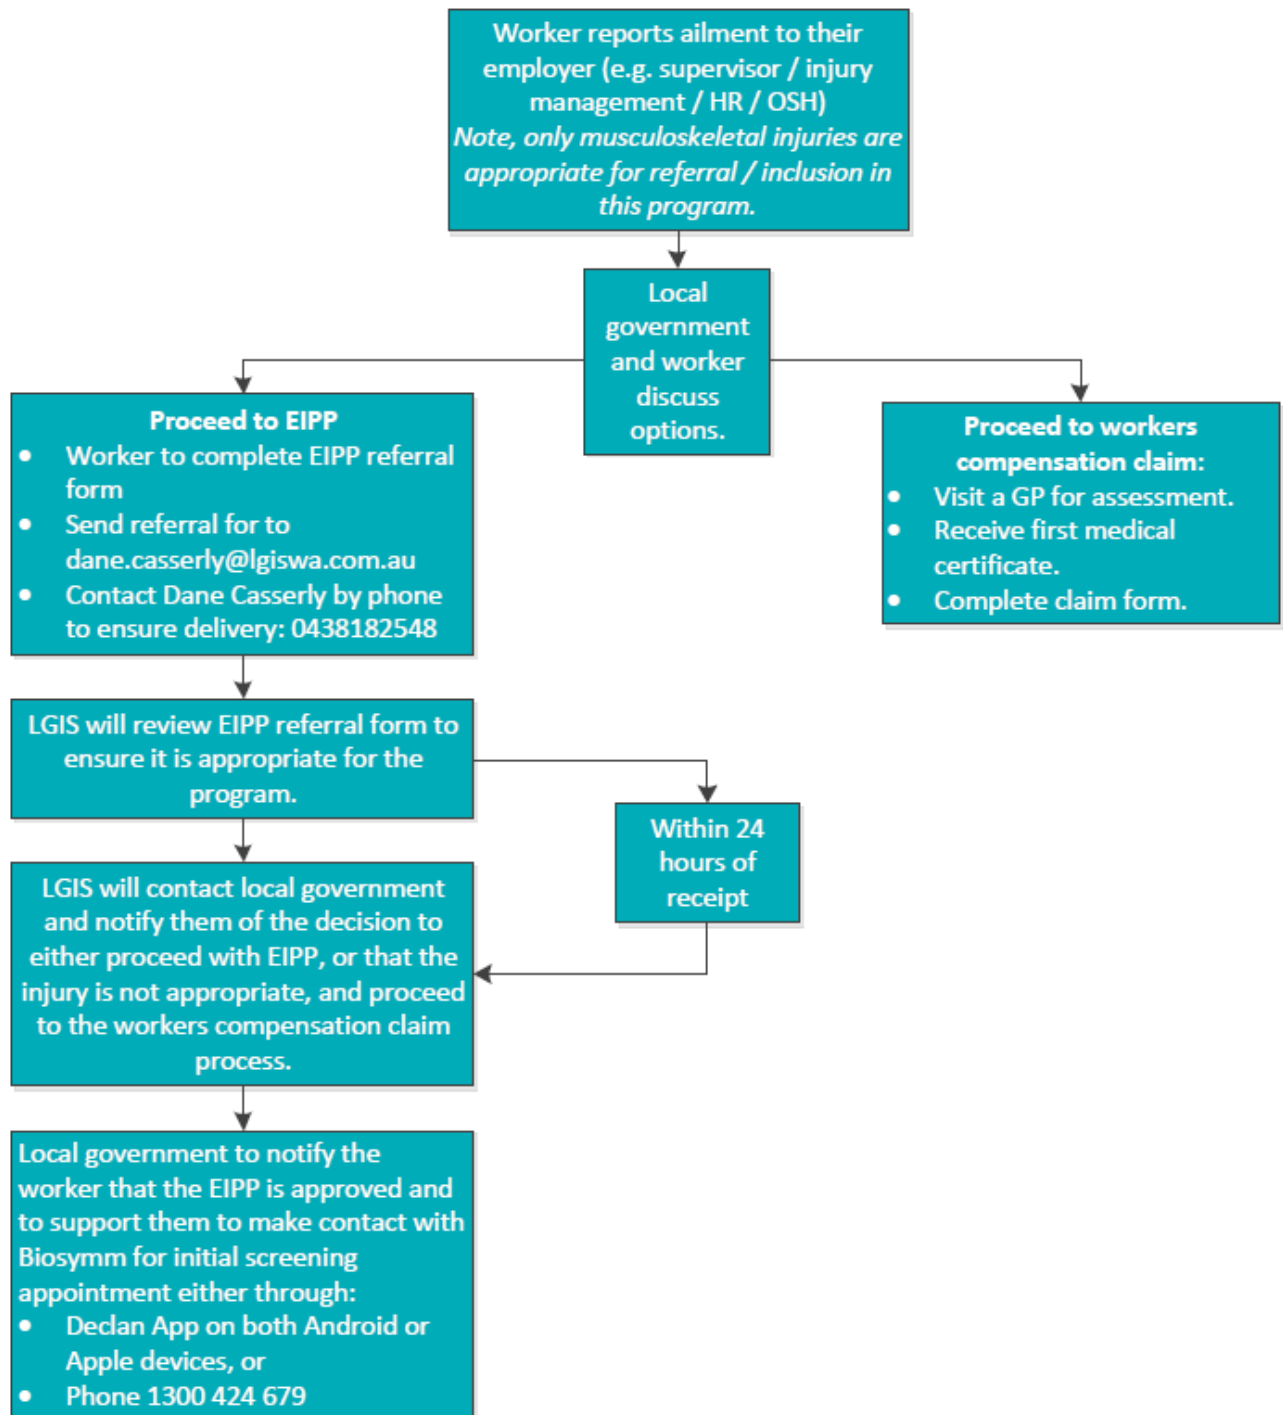 Worker reports ailment to their
employer (e.g. supervisor / injury
management / HR / OSH)
Note, only musculoskeletal injuries are
appropriate for referral / inclusion in
this program.
Local
government
and worker
discuss
options.
Proceed to EIPP
• Worker to complete EIPP referral
form
• Send referral for to
dane.casserly@lgiswa.com.au
• Contact Dane Casserly by phone
to ensure delivery: 0438182548
Proceed to workers
compensation claim:
• Visit a GP for assessment.
• Receive first medical
certificate.
• Complete claim form.
LGIS will review EIPP referral form to
ensure it is appropriate for the
program.
Within 24
hours of
receipt
LGIS will contact local government
and notify them of the decision to
either proceed with EIPP, or that the
injury is not appropriate, and proceed
to the workers compensation claim
process.
Local government to notify the
worker that the EIPP is approved and
to support them to make contact with
Biosymm for initial screening
appointment either through:
• Declan App on both Android or
Apple devices, or
• Phone 1300 424 679